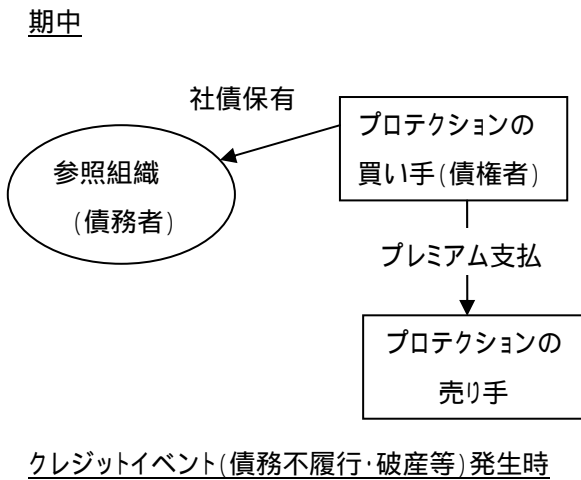 期中
社債保有
参照組織
(債務者)
プロテクションの
買い手(債権者)
プレミアム支払
プロテクションの
売り手
クレジットイベント(債務不履行・破産等)発生時